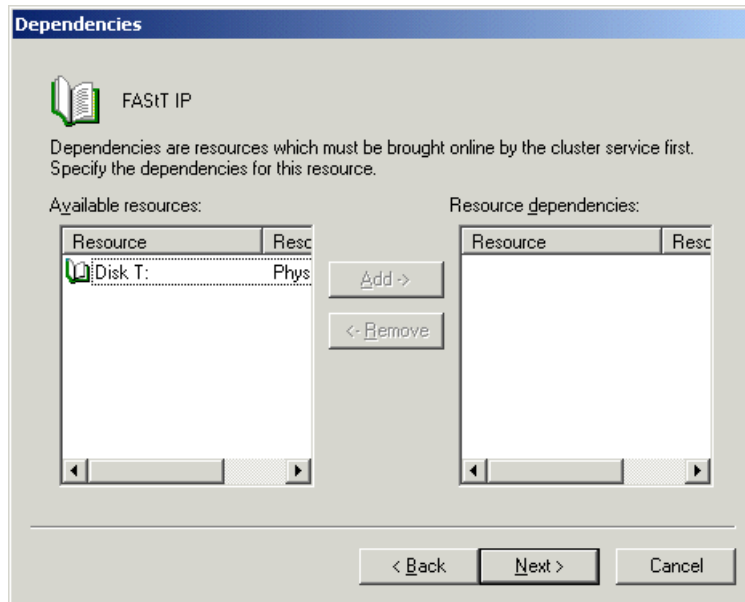 Dependencies
FAStT IP
Dependencies are resources which must be brought online by the cluster service first.
Specify the dependencies for this resource.
Available resources:
Resource dependencies:
Resource Resc
Disk T: Phys
Add ->
<- Remove
Resource Resc
< Back
Next >
Cancel